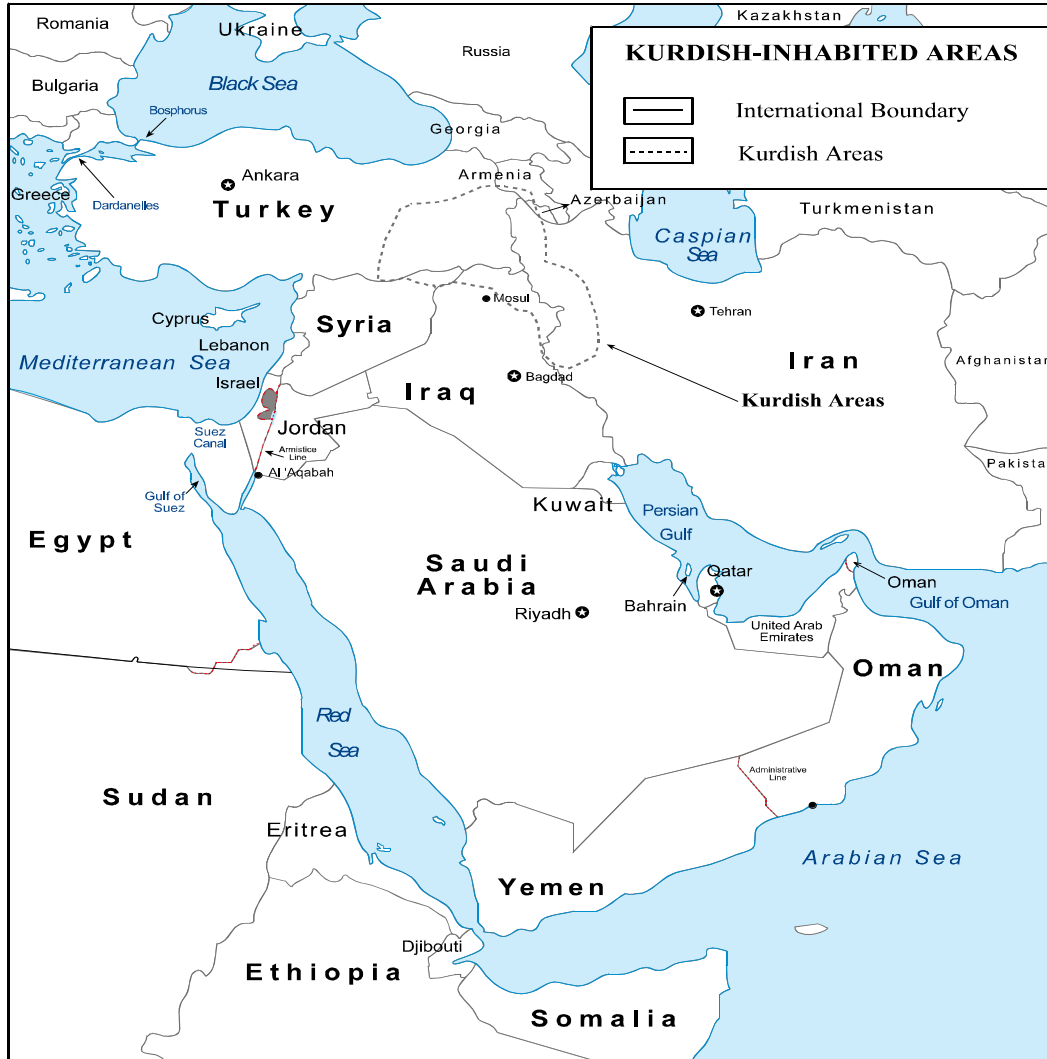 Romania
Ukraine
Kazakhstan
Russia
KURDISH-INHABITED AREAS
International Boundary
Kurdish Areas
Bulgaria
Black Sea
Bosphorus
Georgia
Armenia
Azerbaijan
Greece
Dardanelles
Ankara
Turkey
Turkmenistan
Caspian
Sea
Cyprus
Lebanon
Mediterranean Sea
Israel
Syria
Mosul
Tehran
Iran
Afghanistan
Iraq
Bagdad
Kurdish Areas
Suez
Canal
Jordan
Armistice
Line
Al 'Aqabah
Gulf of
Suez
Pakista
Kuwait
Persian
Gulf
Egypt
Saudi
Arabia
Qatar
Oman
Bahrain
Gulf of Oman
Riyadh
United Arab
Emirates
Oman
Red
Sea
Administrative
Line
Sudan
Eritrea
Arabian Sea
Yemen
Djibouti
Ethiopia
Somalia